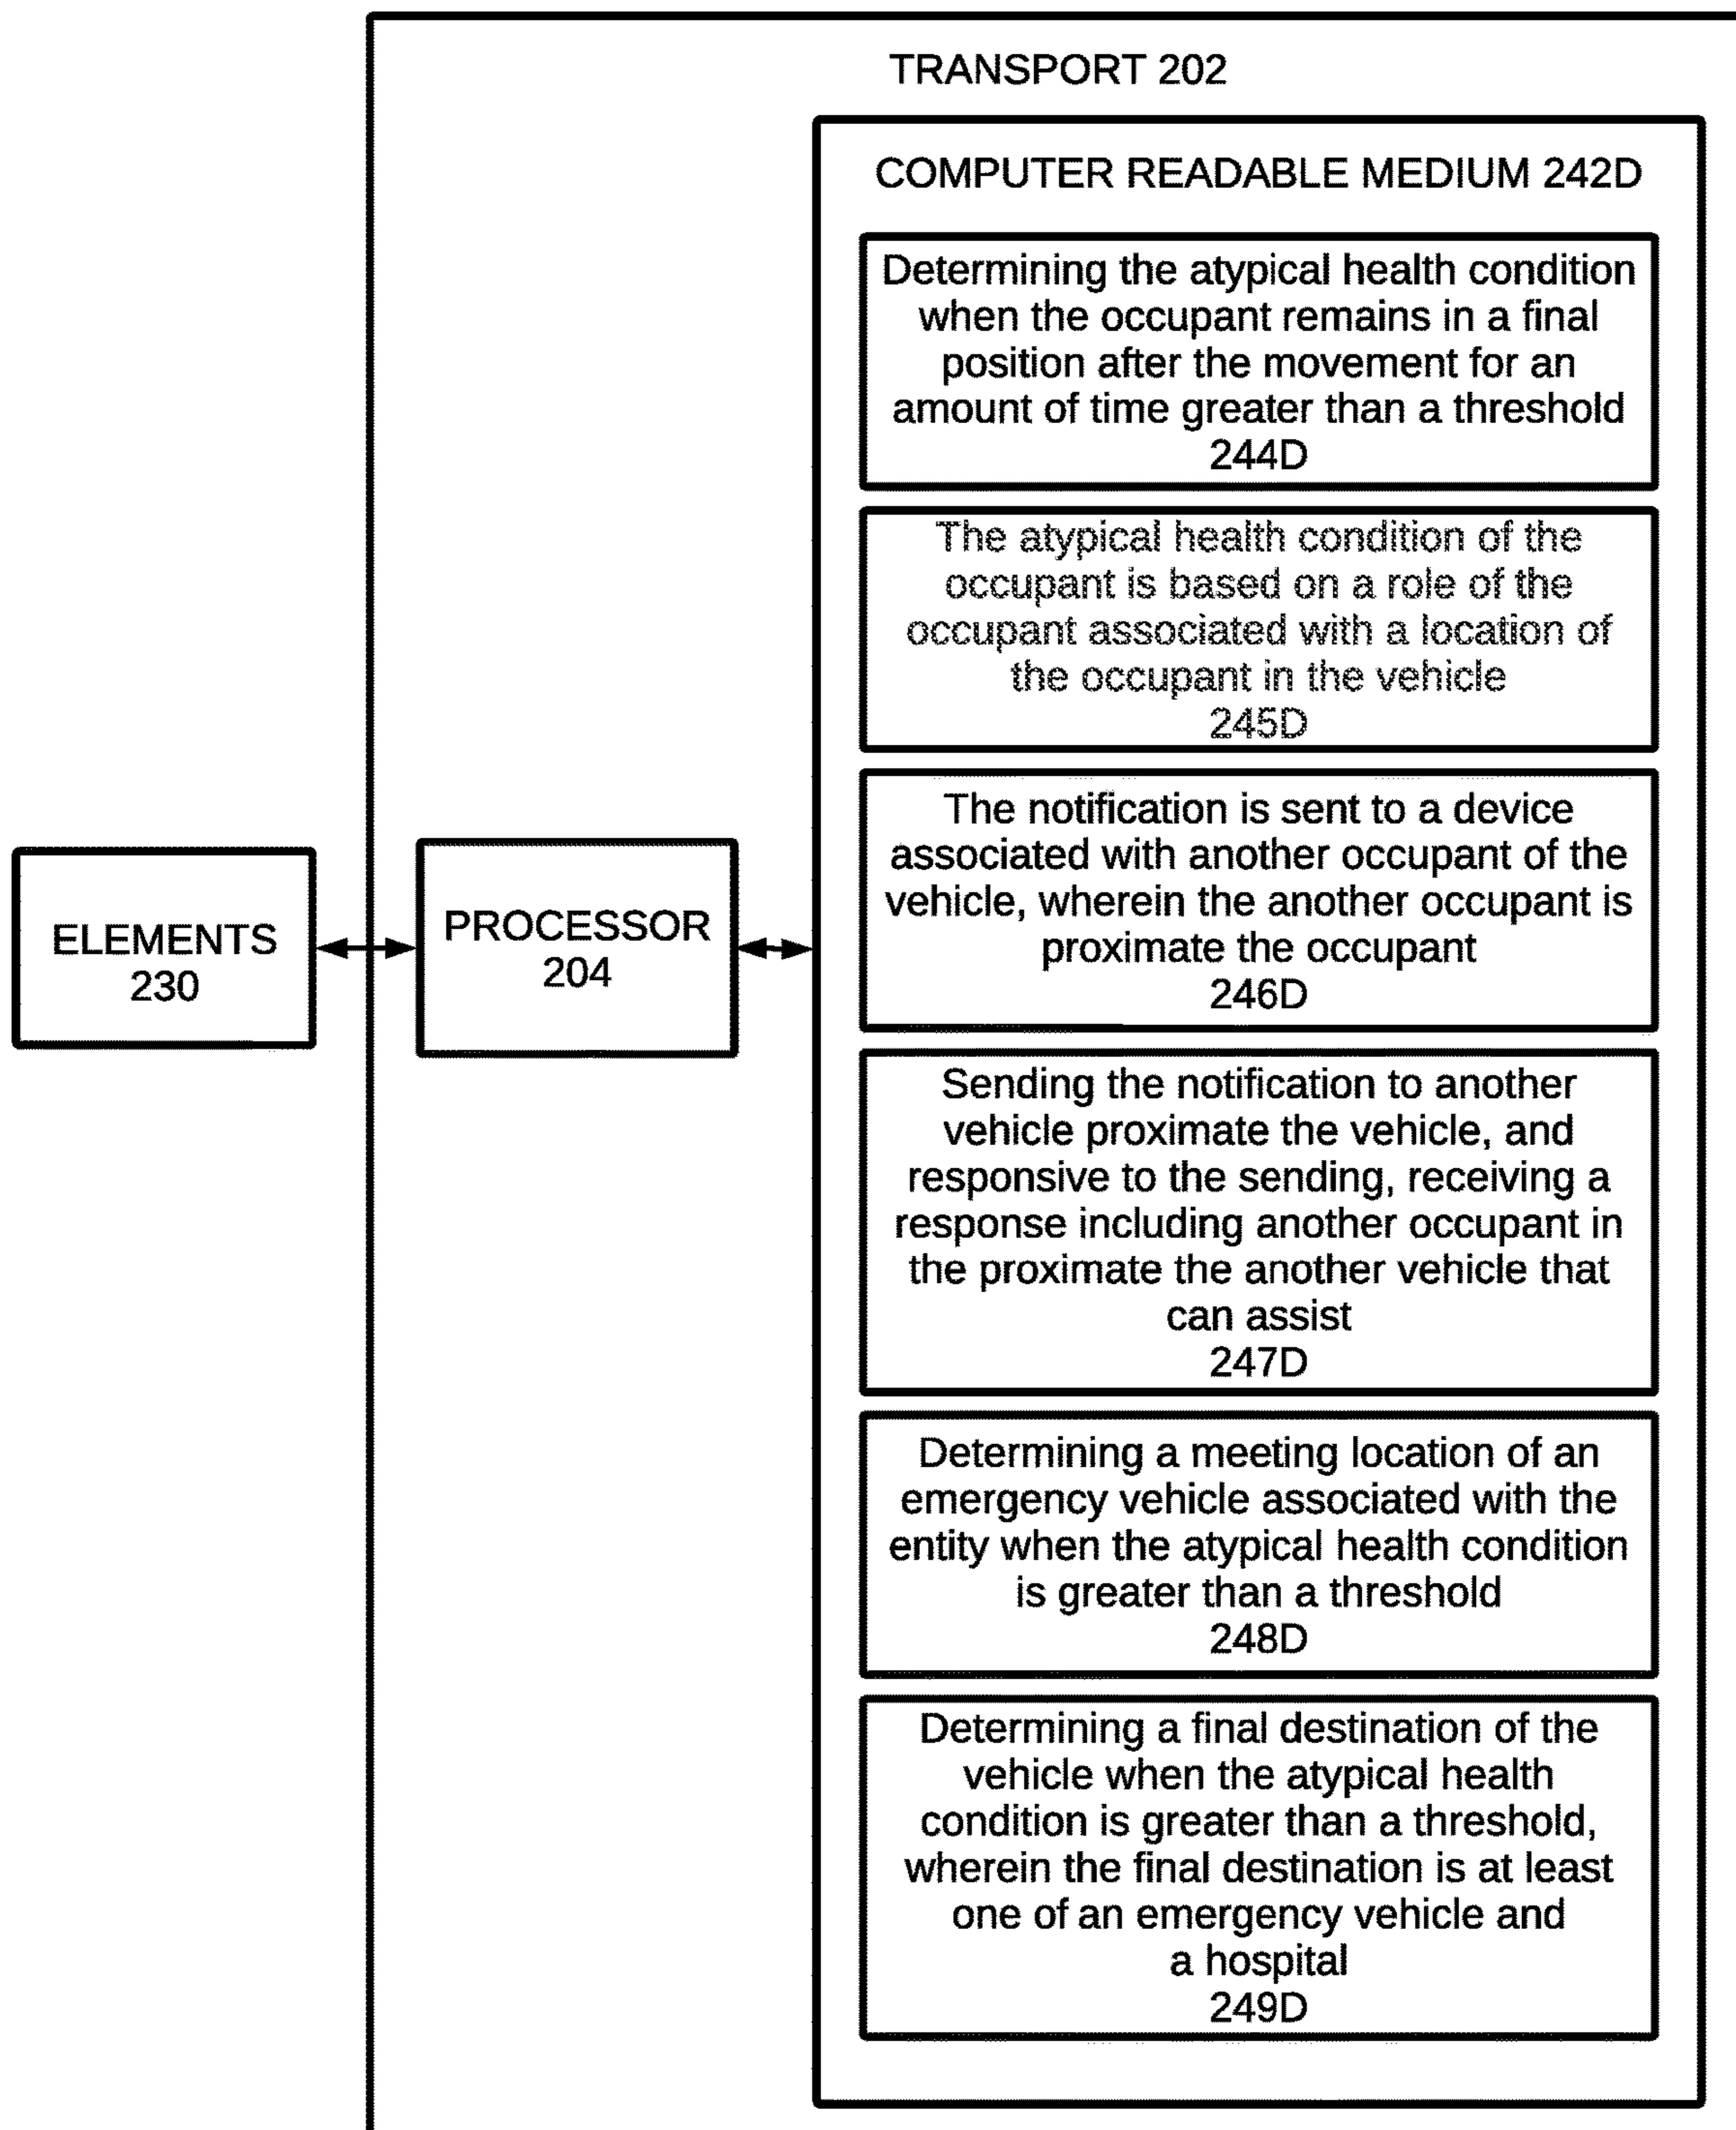 TRANSPORT 202
COMPUTER READABLE MEDIUM 242D
Determining the atypical health condition
when the occupant remains in a final
position after the movement for an
amount of time greater than a threshold
244D
The atypical health condition of the
occupant is based on a role of the
occupant associated with a location of
the occupant in the vehicle
245D
The notification is sent to a device
associated with another occupant of the
vehicle, wherein the another occupant is
proximate the occupant
246D
ELEMENTS
230
PROCESSOR
204
Sending the notification to another
vehicle proximate the vehicle, and
responsive to the sending, receiving a
response including another occupant in
the proximate the another vehicle that
can assist
247D
Determining a meeting location of an
emergency vehicle associated with the
entity when the atypical health condition
is greater than a threshold
248D
Determining a final destination of the
vehicle when the atypical health
condition is greater than a threshold,
wherein the final destination is at least
one of an emergency vehicle and
a hospital
249D